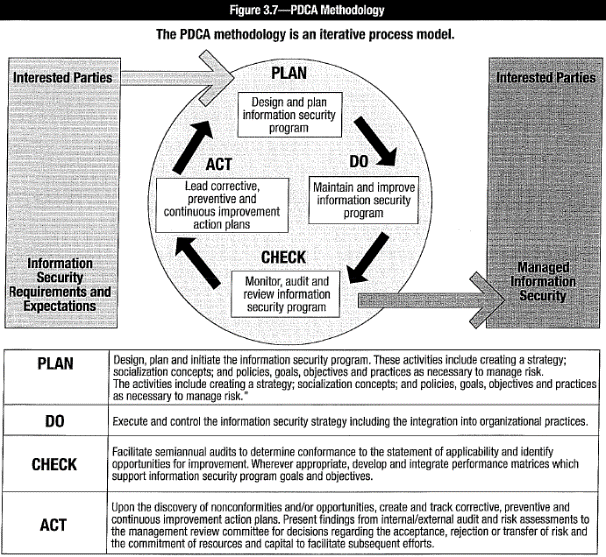 Figure 3.7—PDCA Methodology
The PDCA methodology is an iterative process model.
Interested Parties
Information
Security
Requirements and
Expectations
PLAN
Design and plan
information security
program
DO
Maintain and improve
information security
program
CHECK
Monitor, audit and
review information
security program
ACT
Lead corrective,
preventive and
continuous improvement
action plans
Interested Parties
Managed
Information
Security
PLAN
Design, plan and initiate the information security program. These activities include creating a strategy;
socialization concepts; and policies, goals, objectives and practices as necessary to manage risk.
The activities include creating a strategy; socialization concepts; and policies, goals, objectives and practices
as necessary to manage risk.*
DO
Execute and control the information security strategy including the integration into organizational practices.
CHECK
Facilitate semiannual audits to determine conformance to the statement of applicability and identify
opportunities for improvement. Wherever appropriate, develop and integrate performance matrices which
support information security program goals and objectives.
ACT
Upon the discovery of nonconformities and/or opportunities, create and track corrective, preventive and
continuous improvement action plans. Present findings from internal/external audit and risk assessments to
the management review committee for decisions regarding the acceptance, rejection or transfer of risk and
the commitment of resources and capital to facilitate subsequent efforts.